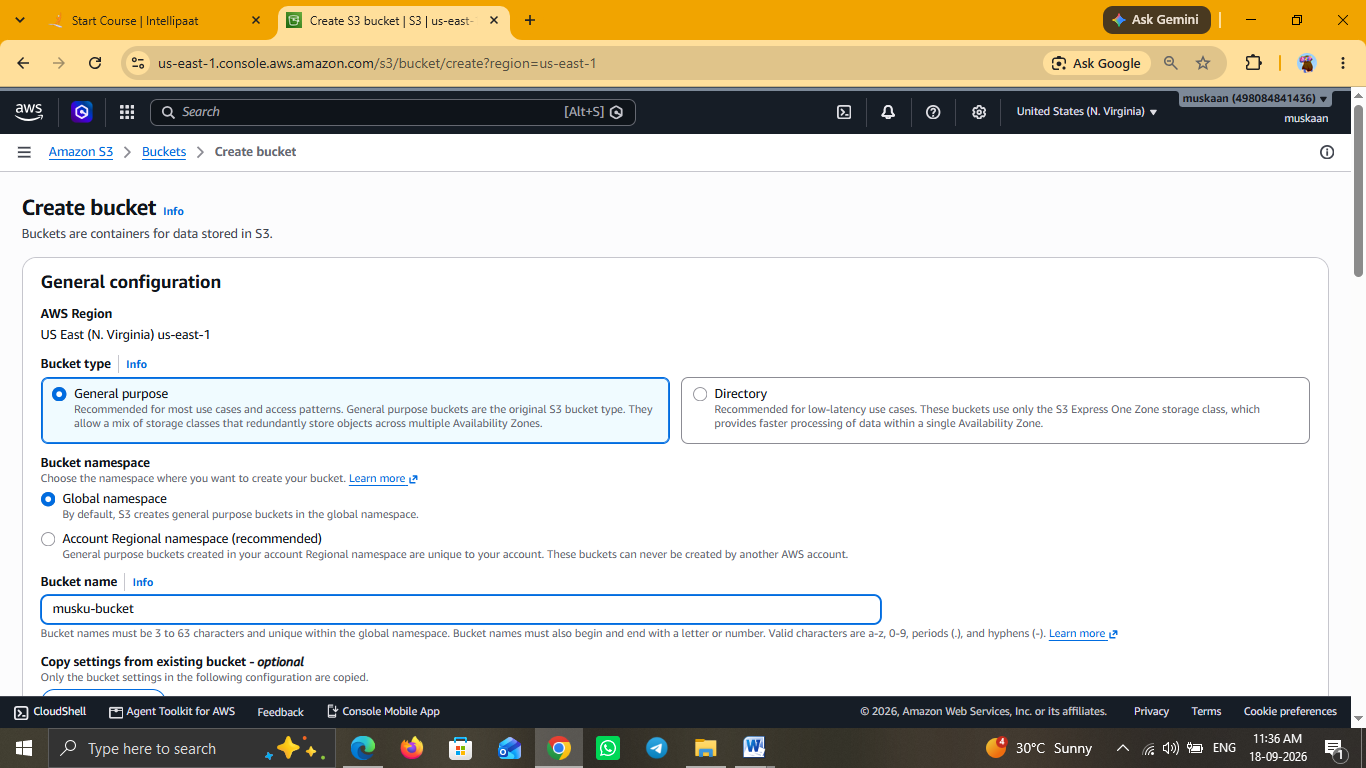 Start Course | Intellipaat
Create S3 bucket | S3 | us-east-
Ask Gemini
us-east-1.console.aws.amazon.com/s3/bucket/create?region=us-east-1
Ask Google
aws
Search
[Alt+S]
United States (N. Virginia)
muskaan (498084841436)
muskaan
Amazon S3 > Buckets > Create bucket
Create bucket Info
Buckets are containers for data stored in S3.
General configuration
AWS Region
US East (N. Virginia) us-east-1
Bucket type Info
General purpose
Recommended for most use cases and access patterns. General purpose buckets are the original S3 bucket type. They
allow a mix of storage classes that redundantly store objects across multiple Availability Zones.
Directory
Recommended for low-latency use cases. These buckets use only the S3 Express One Zone storage class, which
provides faster processing of data within a single Availability Zone.
Bucket namespace
Choose the namespace where you want to create your bucket. Learn more
Global namespace
By default, S3 creates general purpose buckets in the global namespace.
Account Regional namespace (recommended)
General purpose buckets created in your account Regional namespace are unique to your account. These buckets can never be created by another AWS account.
Bucket name Info
musku-bucket
Bucket names must be 3 to 63 characters and unique within the global namespace. Bucket names must also begin and end with a letter or number. Valid characters are a-z, 0-9, periods (.), and hyphens (-). Learn more
Copy settings from existing bucket - optional
Only the bucket settings in the following configuration are copied.
CloudShell
Agent Toolkit for AWS
Feedback
Console Mobile App
© 2026, Amazon Web Services, Inc. or its affiliates.
Privacy
Terms
Cookie preferences
Type here to search
4
30°C Sunny
ENG
11:36 AM
18-09-2026
1